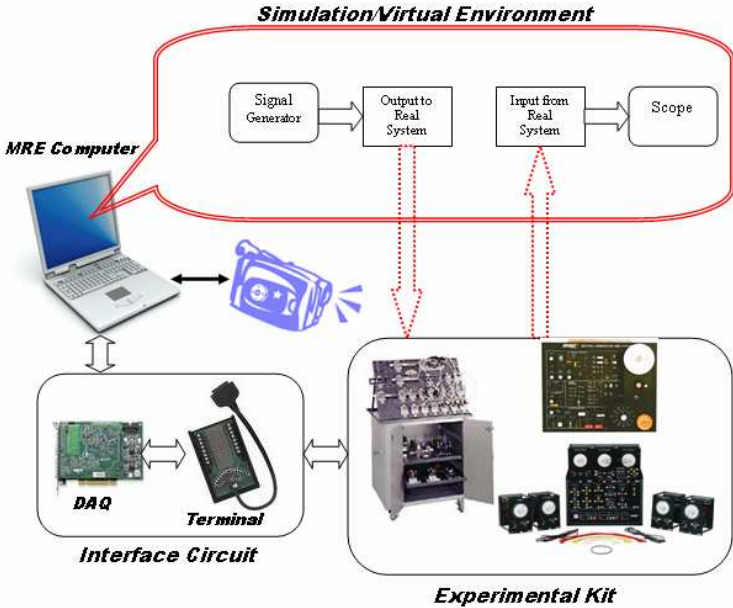 Simulation/Virtual Environment
Signal
Generator
Output to
Real
System
Input from
Real
System
Scope
MRE Computer
DAQ
Terminal
Interface Circuit
Experimental Kit